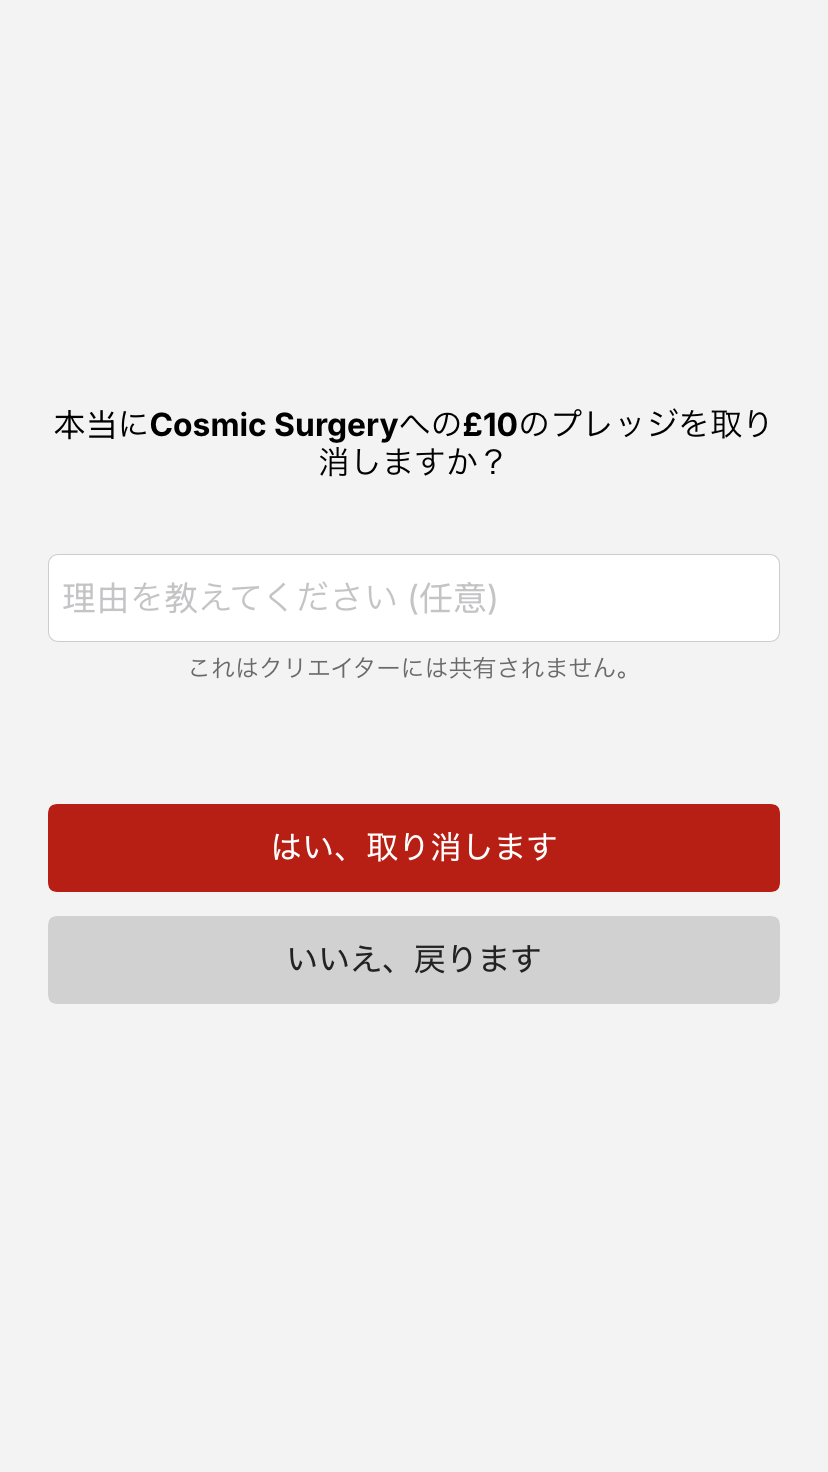 本当にCosmic Surgeryへの£10のプレッジを取り
消しますか？
理由を教えてください (任意)
これはクリエイターには共有されません。
はい、取り消します
いいえ、戻ります